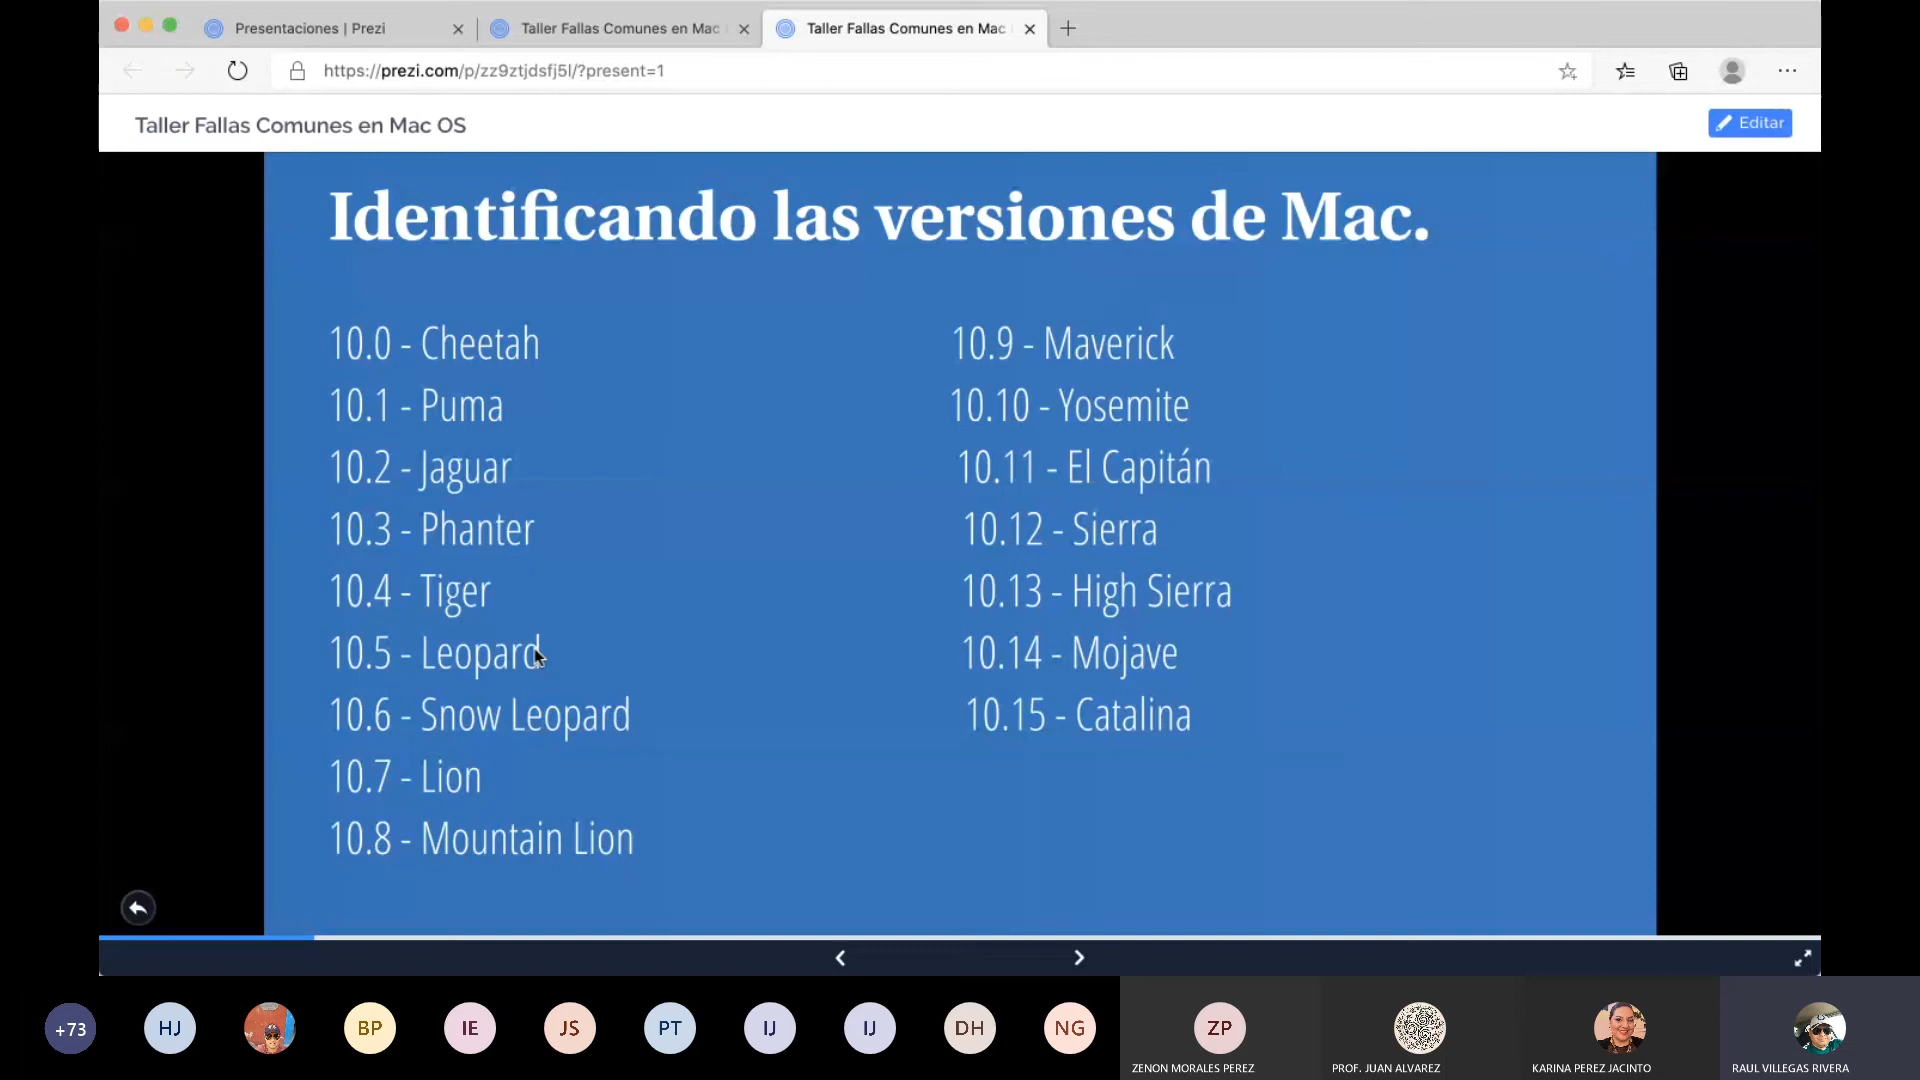 Presentaciones | Prezi
Taller Fallas Comunes en Mac
Taller Fallas Comunes en Mac
https://prezi.com/p/zz9ztjdsfj5l/?present=1
Taller Fallas Comunes en Mac OS
Editar
Identificando las versiones de Mac.
10.0 - Cheetah
10.1 - Puma
10.2 - Jaguar
10.3 - Phanter
10.4 - Tiger
10.5 - Leopard
10.6 - Snow Leopard
10.7 - Lion
10.8 - Mountain Lion
10.9 - Maverick
10.10 - Yosemite
10.11 - El Capitán
10.12 - Sierra
10.13 - High Sierra
10.14 - Mojave
10.15 - Catalina
+73
HJ
BP
IE
JS
PT
IJ
IJ
DH
NG
ZP
ZENON MORALES PEREZ
PROF. JUAN ALVAREZ
KARINA PEREZ JACINTO
RAUL VILLEGAS RIVERA